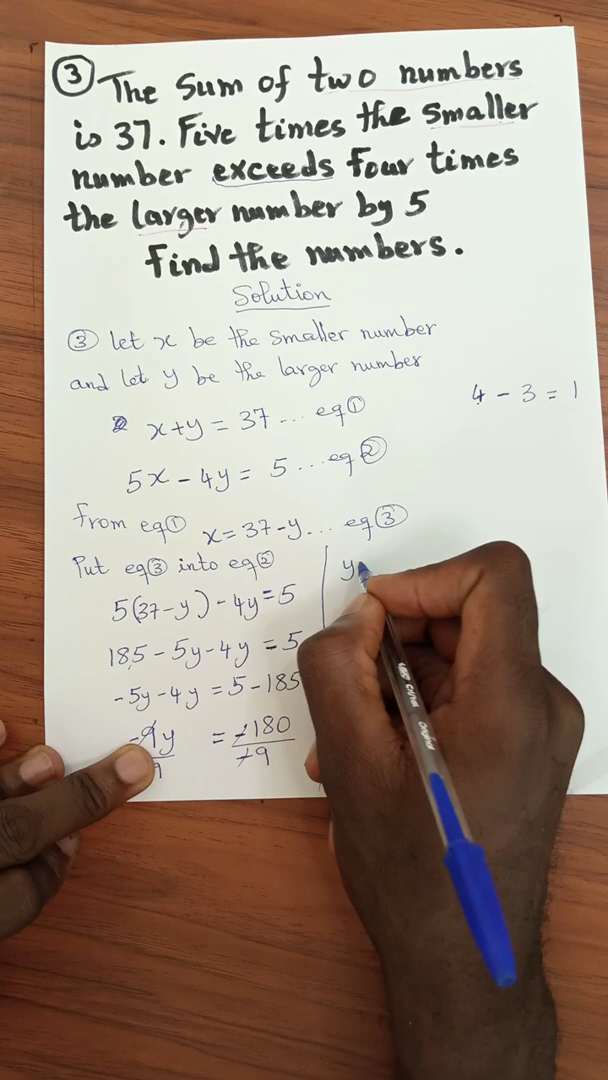 ③ The sum of two numbers
is 37. Five times the smaller
number exceeds four times
the larger number by 5
Find the numbers.
Solution
③ let x be the smaller number
and let y be the larger number
x+y = 37 ... eq①
4 - 3 = 1
5x - 4y = 5 ... eq②
From eq① x = 37-y... eq③
Put eq③ into eq②
5(37-y) - 4y = 5
185 - 5y - 4y = 5
-5y - 4y = 5 - 185
-9y = -180
9 -9
y